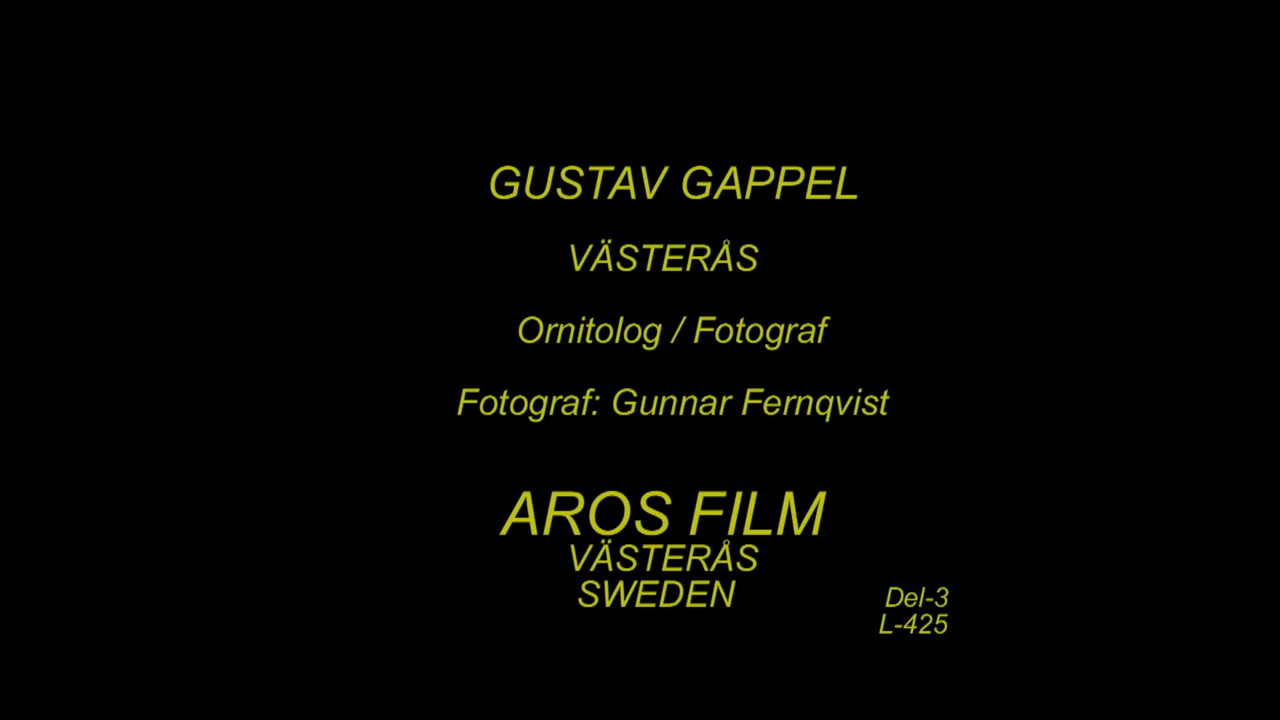 GUSTAV GAPPEL
VÄSTERÅS
Ornitolog / Fotograf
Fotograf: Gunnar Fernqvist
AROS FILM
VÄSTERÅS
SWEDEN
Del-3
L-425